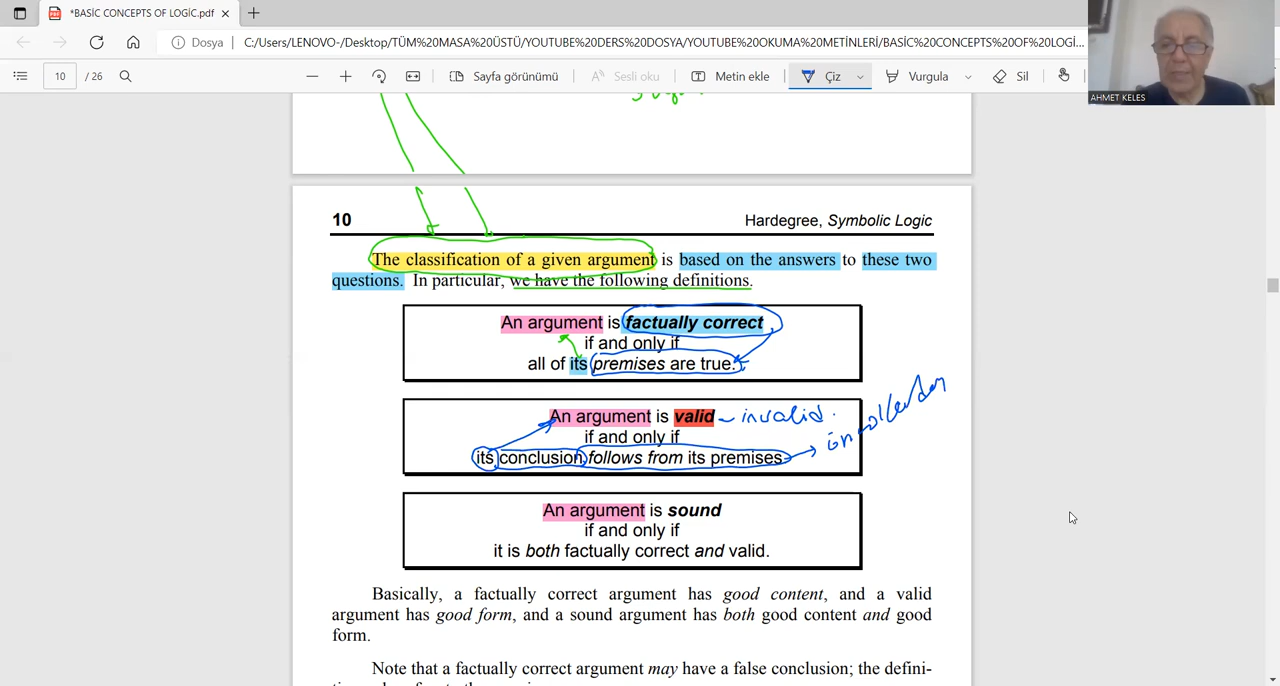 *BASIC CONCEPTS OF LOGİC.pdf
Dosya
C:/Users/LENOVO-/Desktop/TÜM%20MASA%20ÜSTÜ/YOUTUBE%20DERS%20DOSYA/YOUTUBE%20OKUMA%20METİNLERİ/BASİC%20CONCEPTS%20OF%20LOGİ...
10 / 26
Sayfa görünümü
Sesli oku
Metin ekle
Çiz
Vurgula
Sil
AHMET KELES
10
Hardegree, Symbolic Logic
The classification of a given argument is based on the answers to these two
questions. In particular, we have the following definitions.
An argument is factually correct
if and only if
all of its premises are true.
An argument is valid – invalid.
if and only if
its conclusion follows from its premises
An argument is sound
if and only if
it is both factually correct and valid.
Basically, a factually correct argument has good content, and a valid
argument has good form, and a sound argument has both good content and good
form.
Note that a factually correct argument may have a false conclusion; the defini-